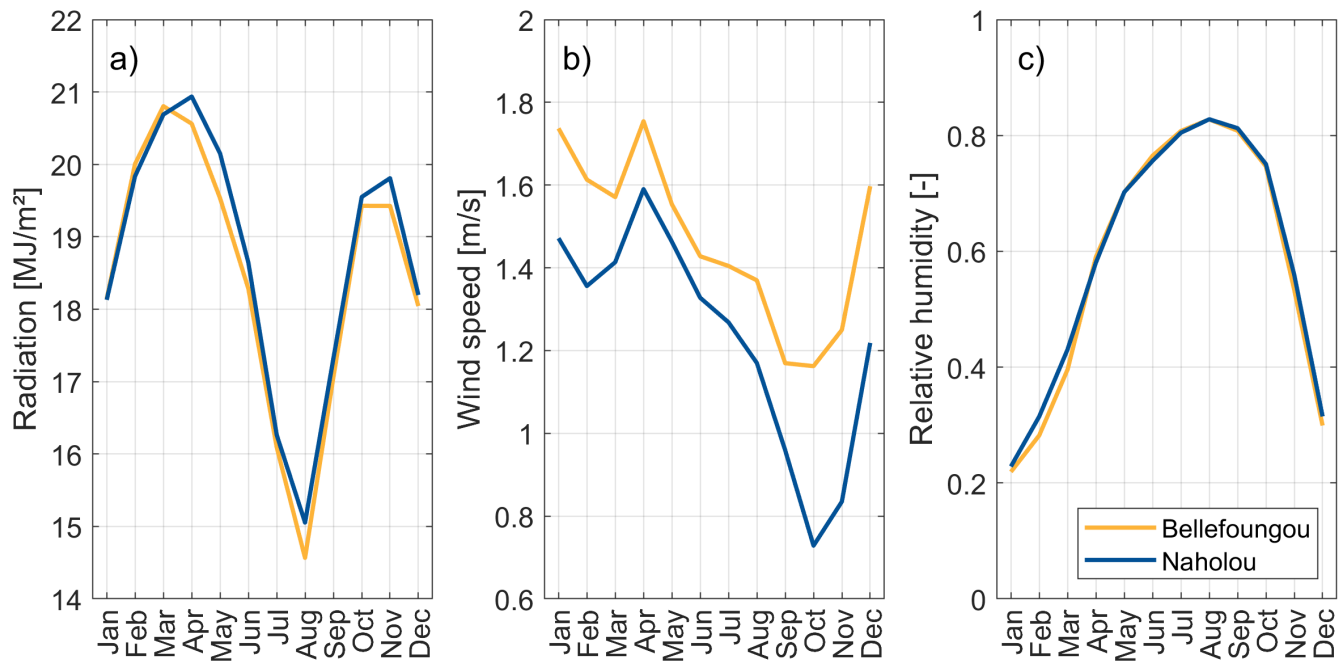 a)
Radiation [MJ/m²]
22
21
20
19
18
17
16
15
14
Jan
Feb
Mar
Apr
May
Jun
Jul
Aug
Sep
Oct
Nov
Dec
b)
Wind speed [m/s]
2
1.8
1.6
1.4
1.2
1
0.8
0.6
Jan
Feb
Mar
Apr
May
Jun
Jul
Aug
Sep
Oct
Nov
Dec
c)
Relative humidity [-]
1
0.8
0.6
0.4
0.2
0
Jan
Feb
Mar
Apr
May
Jun
Jul
Aug
Sep
Oct
Nov
Dec
Bellefoungou
Naholou